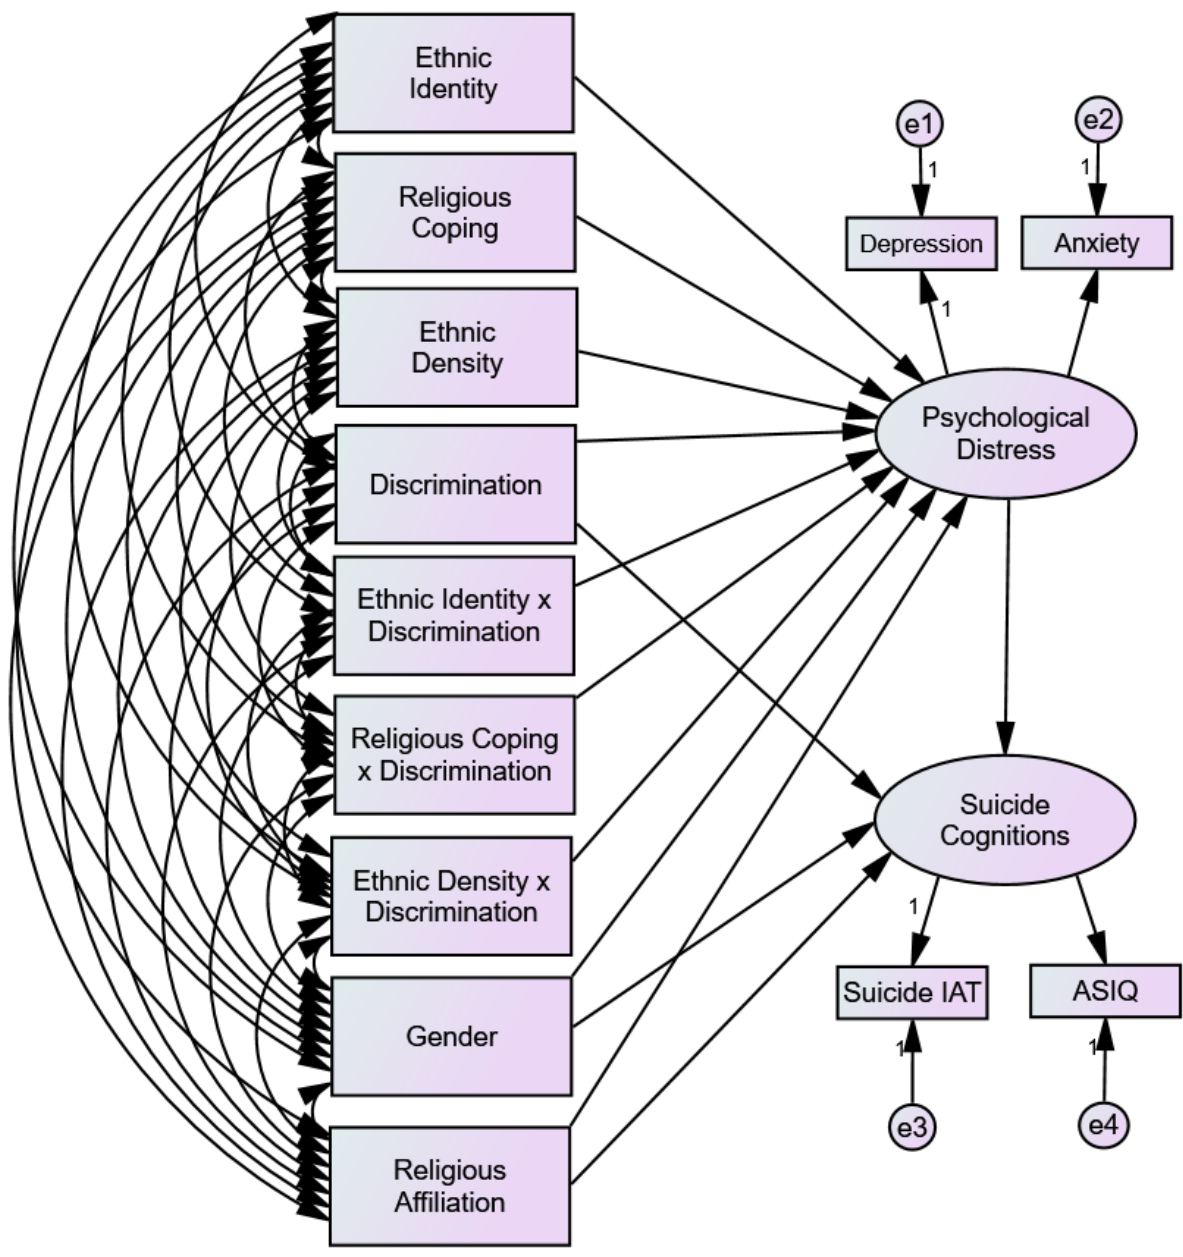 Ethnic
Identity
Religious
Coping
Ethnic
Density
Discrimination
Ethnic Identity x
Discrimination
Religious Coping
x Discrimination
Ethnic Density x
Discrimination
Gender
Religious
Affiliation
e1
e2
1
1
Depression
Anxiety
1
Psychological
Distress
Suicide
Cognitions
1
Suicide IAT
ASIQ
1
1
e3
e4